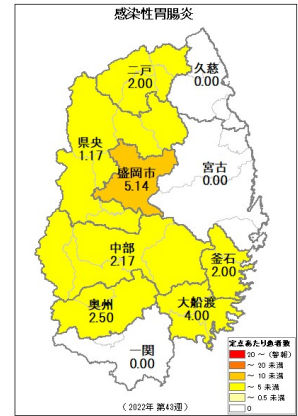 感染性胃腸炎
二戸
2.00
久慈
0.00
県央
1.17
盛岡市
5.14
宮古
0.00
中部
2.17
釜石
2.00
奥州
2.50
大船渡
4.00
一関
0.00
定点あたり患者数
20 ~ (警報)
~ 20 未満
~ 10 未満
~ 5 未満
~ 0.5 未満
0
(2022年 第43週)